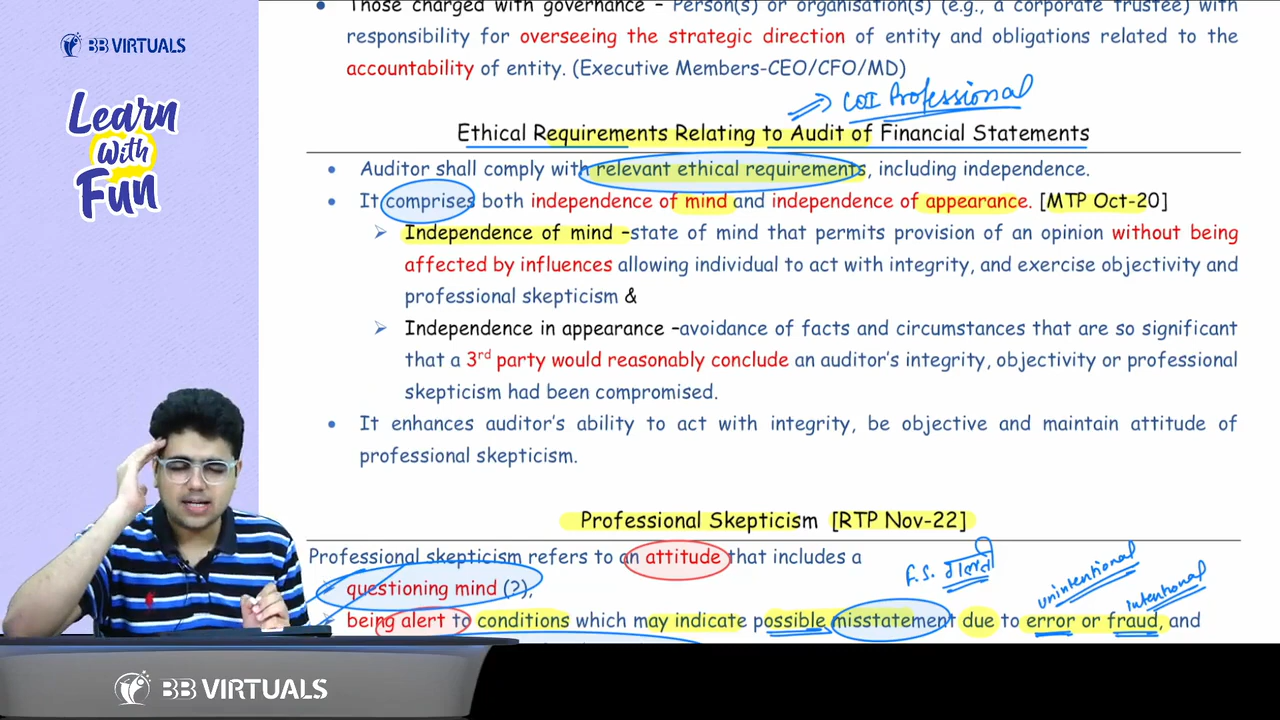 BB VIRTUALS
Learn
With
Fun
• Those charged with governance – Person(s) or organisation(s) (e.g., a corporate trustee) with
responsibility for overseeing the strategic direction of entity and obligations related to the
accountability of entity. (Executive Members-CEO/CFO/MD)
Professional
Ethical Requirements Relating to Audit of Financial Statements
• Auditor shall comply with relevant ethical requirements, including independence.
• It comprises both independence of mind and independence of appearance. [MTP Oct-20]
➢ Independence of mind –state of mind that permits provision of an opinion without being
affected by influences allowing individual to act with integrity, and exercise objectivity and
professional skepticism &
➢ Independence in appearance –avoidance of facts and circumstances that are so significant
that a 3rd party would reasonably conclude an auditor's integrity, objectivity or professional
skepticism had been compromised.
• It enhances auditor's ability to act with integrity, be objective and maintain attitude of
professional skepticism.
Professional Skepticism [RTP Nov-22]
Professional skepticism refers to an attitude that includes a
F.S. गलती
unintentional
intentional
➢ questioning mind (?),
➢ being alert to conditions which may indicate possible misstatement due to error or fraud, and
BB VIRTUALS